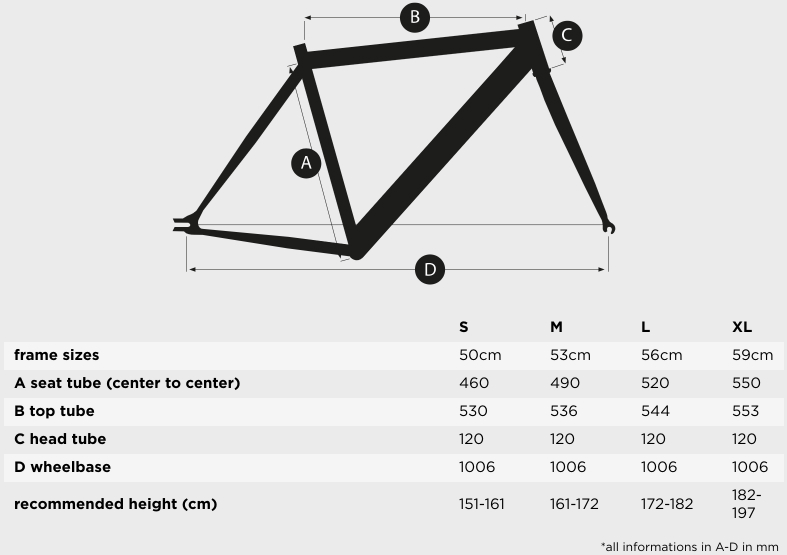 B
C
A
D
S M L XL
frame sizes 50cm 53cm 56cm 59cm
A seat tube (center to center) 460 490 520 550
B top tube 530 536 544 553
C head tube 120 120 120 120
D wheelbase 1006 1006 1006 1006
recommended height (cm) 151-161 161-172 172-182 182-
197
*all informations in A-D in mm